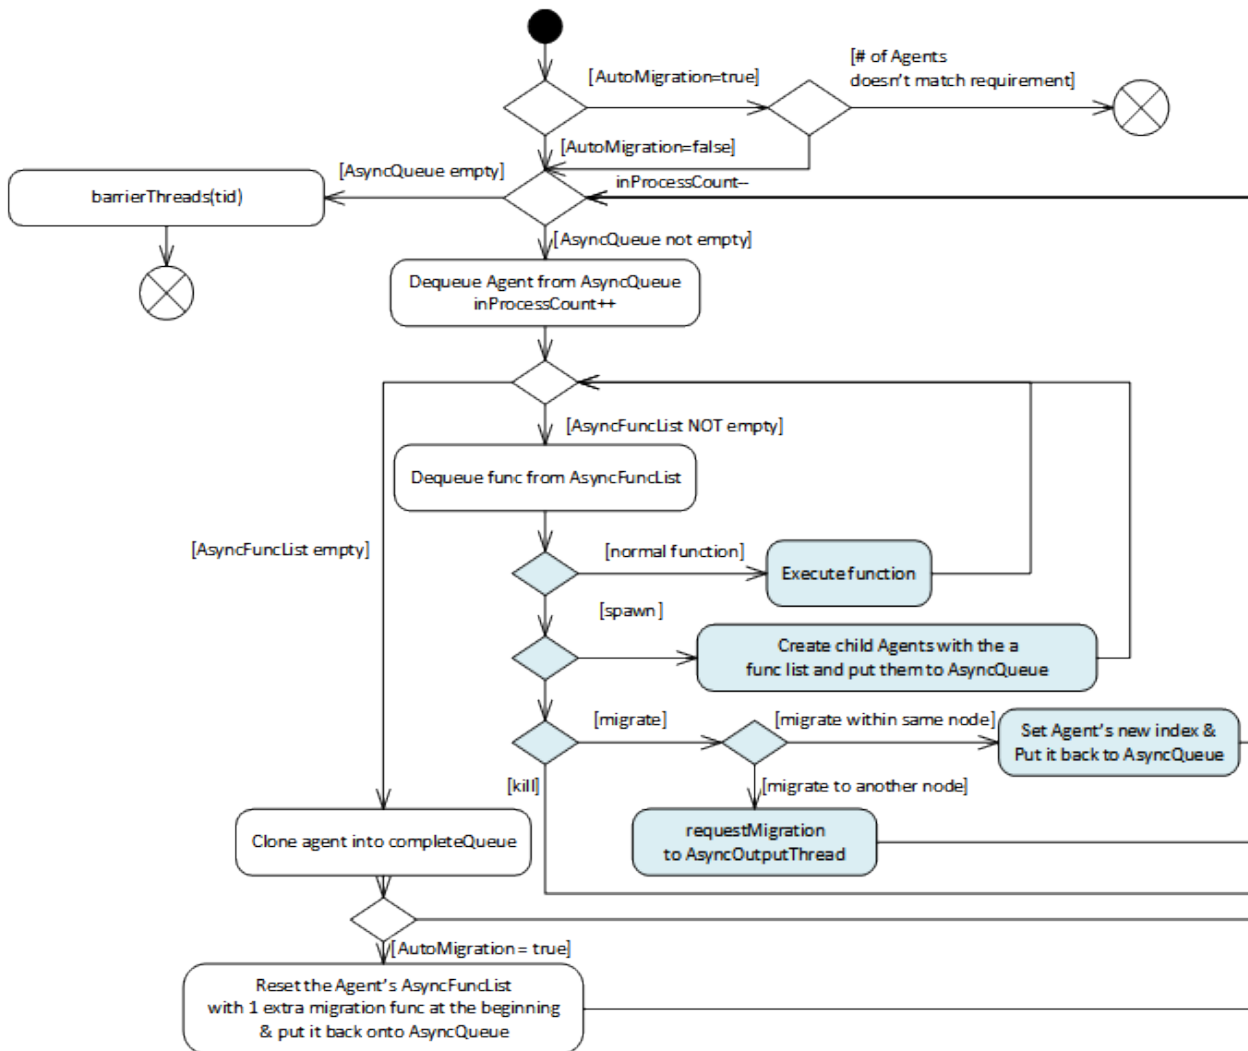 [# of Agents
doesn't match requirement]
[AutoMigration=true]
[AutoMigration=false]
[AsyncQueue empty]
inProcessCount--
barrierThreads(tid)
[AsyncQueue not empty]
Dequeue Agent from AsyncQueue
inProcessCount++
[AsyncFuncList NOT empty]
Dequeue func from AsyncFuncList
[AsyncFuncList empty]
[normal function]
Execute function
[spawn]
Create child Agents with the a
func list and put them to AsyncQueue
[migrate]
[migrate within same node]
Set Agent's new index &
Put it back to AsyncQueue
[kill]
[migrate to another node]
requestMigration
to AsyncOutputThread
Clone agent into completeQueue
[AutoMigration = true]
Reset the Agent's AsyncFuncList
with 1 extra migration func at the beginning
& put it back onto AsyncQueue